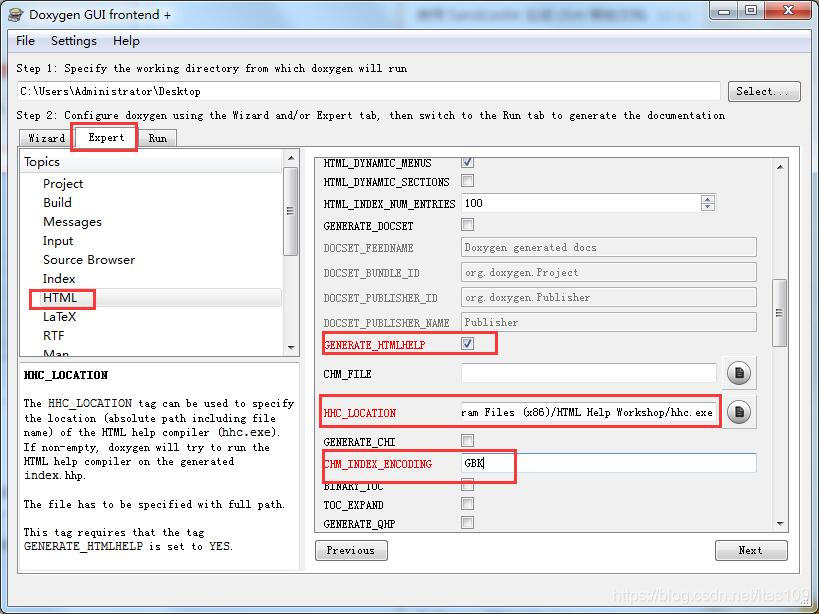 Doxygen GUI frontend +
File Settings Help
Step 1: Specify the working directory from which doxygen will run
C:\Users\Administrator\Desktop
Select...
Step 2: Configure doxygen using the Wizard and/or Expert tab, then switch to the Run tab to generate the documentation
Wizard Expert Run
Topics
Project
Build
Messages
Input
Source Browser
Index
HTML
LaTeX
RTF
Man
HHC_LOCATION
The HHC_LOCATION tag can be used to specify
the location (absolute path including file
name) of the HTML help compiler (hhc.exe).
If non-empty, doxygen will try to run the
HTML help compiler on the generated
index.hhp.
The file has to be specified with full path.
This tag requires that the tag
GENERATE_HTMLHELP is set to YES.
HTML_DYNAMIC_MENUS
HTML_DYNAMIC_SECTIONS
HTML_INDEX_NUM_ENTRIES 100
GENERATE_DOCSET
DOCSET_FEEDNAME Doxygen generated docs
DOCSET_BUNDLE_ID org.doxygen.Project
DOCSET_PUBLISHER_ID org.doxygen.Publisher
DOCSET_PUBLISHER_NAME Publisher
GENERATE_HTMLHELP
CHM_FILE
HHC_LOCATION ram Files (x86)/HTML Help Workshop/hhc.exe
GENERATE_CHI
CHM_INDEX_ENCODING GBK
BINARY_TOC
TOC_EXPAND
GENERATE_QHP
Previous Next
https://blog.csdn.net/itas109